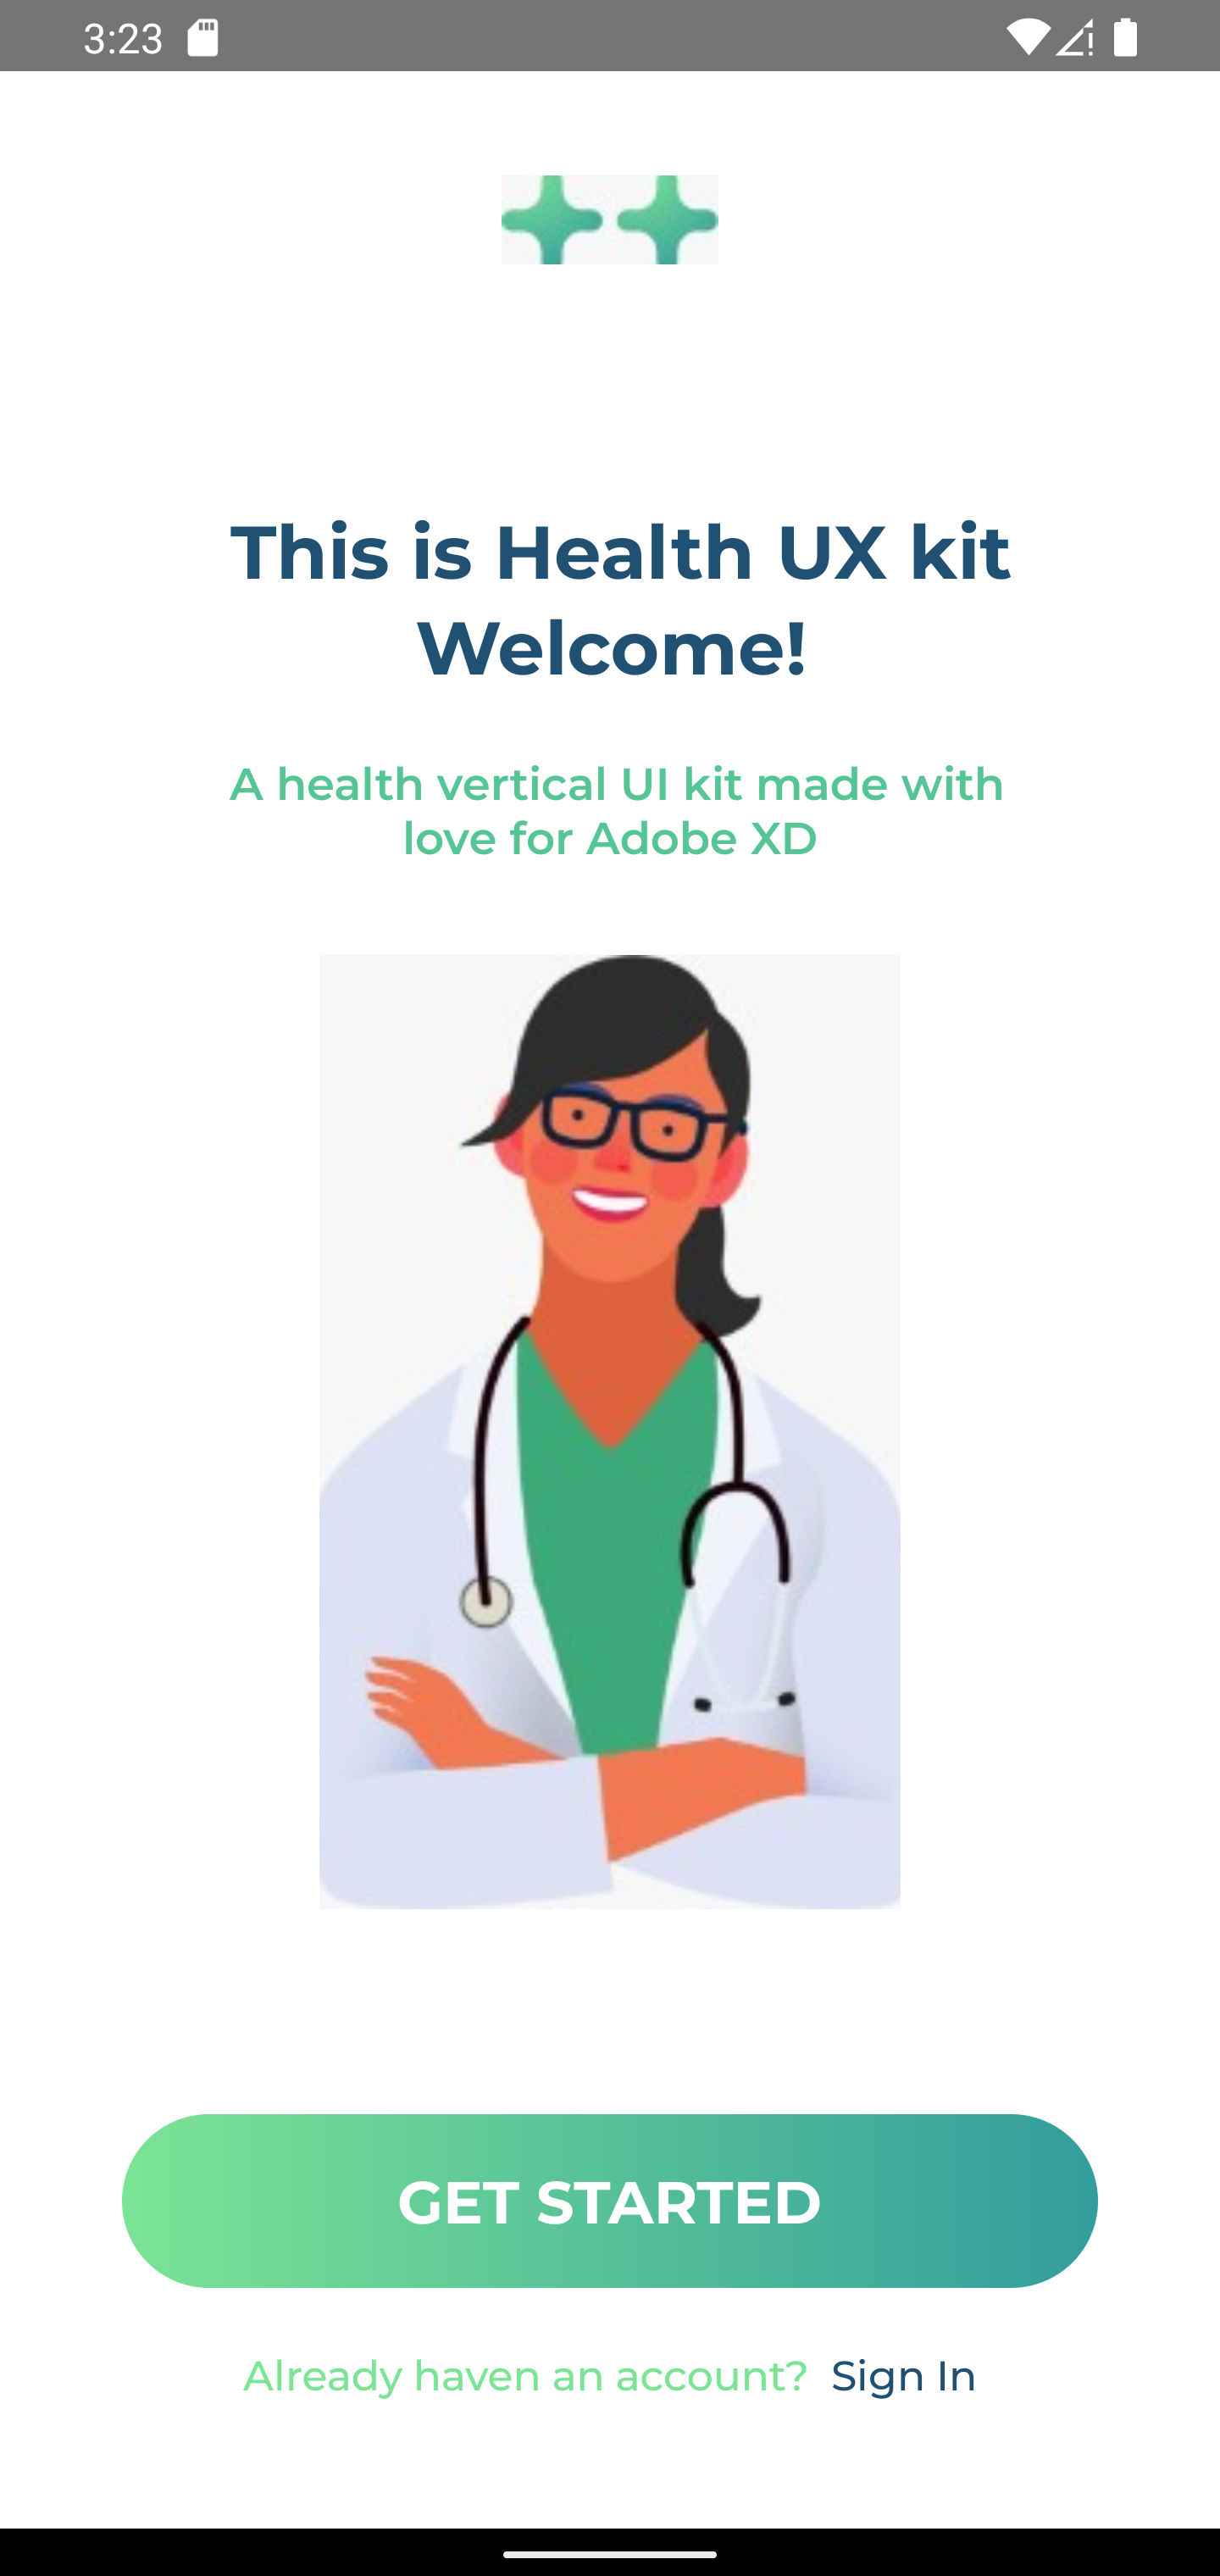 3:23
This is Health UX kit
Welcome!
A health vertical UI kit made with
love for Adobe XD
GET STARTED
Already haven an account? Sign In